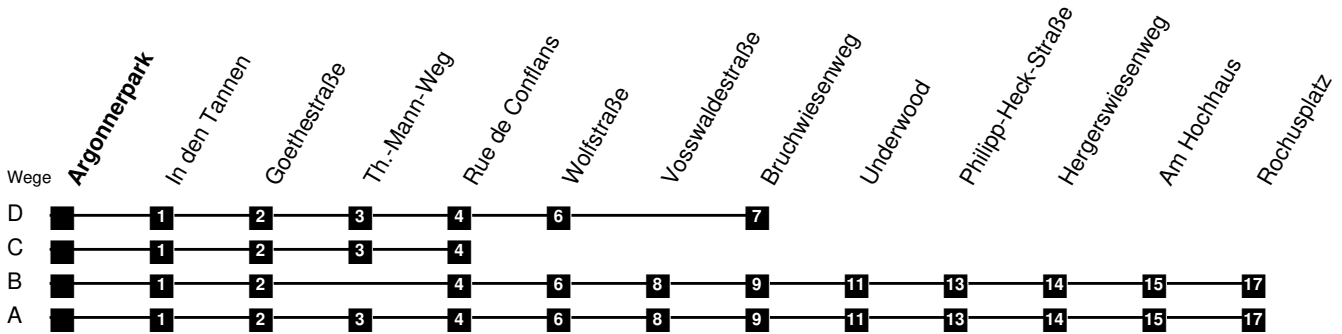 Wege Argonnerpark In den Tannen Goethestraße Th.-Mann-Weg Rue de Conflans Wolfstraße Vosswaldestraße Bruchwiesenweg Underwood Philipp-Heck-Straße Hergerswiesenweg Am Hochhaus Rochusplatz
D 1 2 3 4 6 7
C 1 2 3 4
B 1 2 4 6 8 9 11 13 14 15 17
A 1 2 3 4 6 8 9 11 13 14 15 17